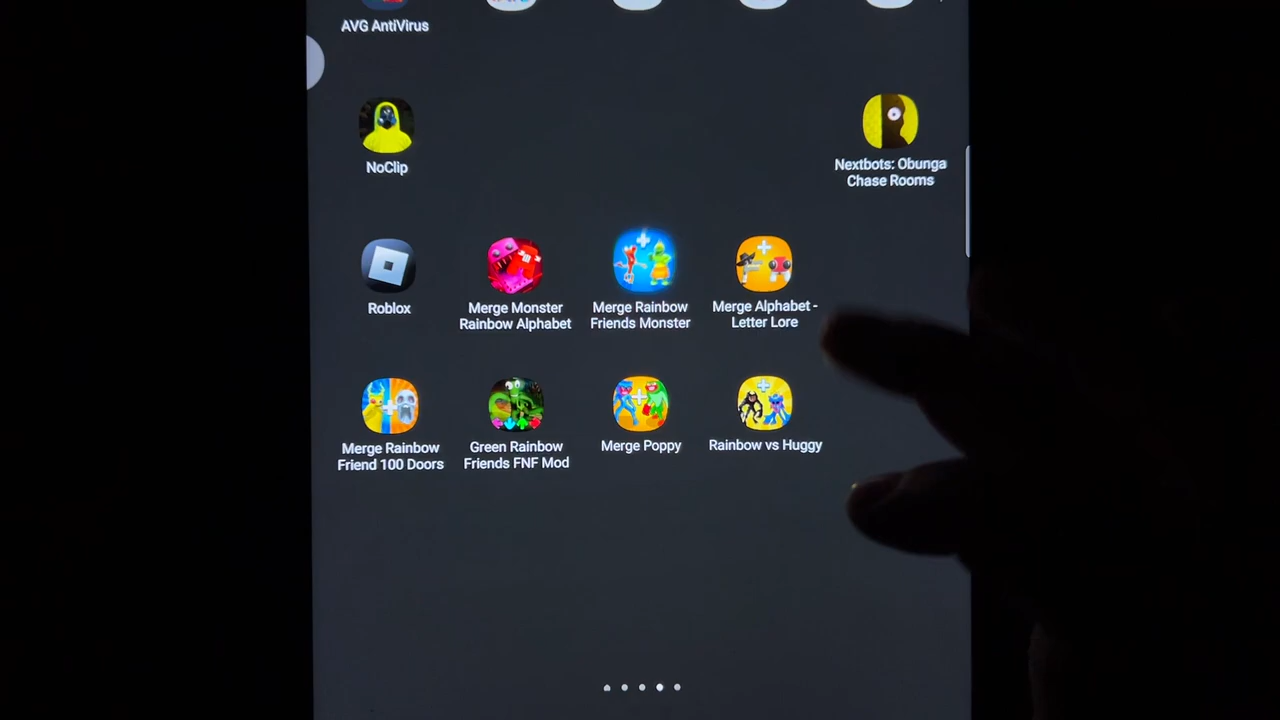 AVG AntiVirus
NoClip
Nextbots: Obunga
Chase Rooms
Roblox
Merge Monster
Rainbow Alphabet
Merge Rainbow
Friends Monster
Merge Alphabet -
Letter Lore
Merge Rainbow
Friend 100 Doors
Green Rainbow
Friends FNF Mod
Merge Poppy
Rainbow vs Huggy